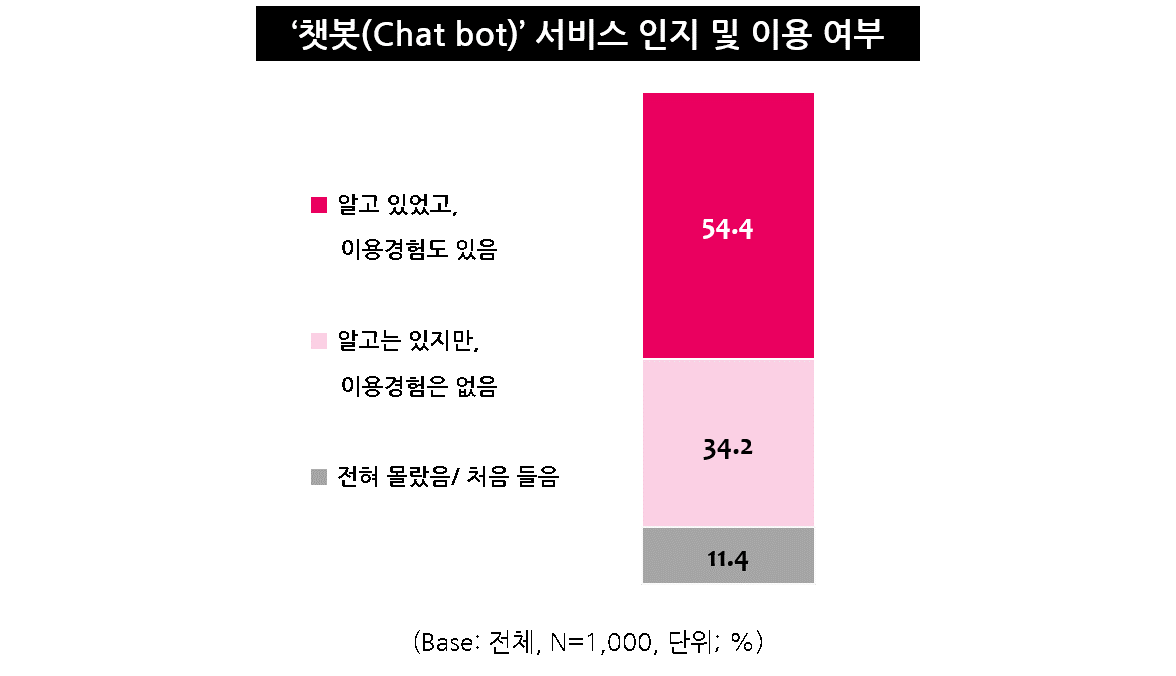 ‘챗봇(Chat bot)’ 서비스 인지 및 이용 여부
알고 있었고,
이용경험도 있음
알고는 있지만,
이용경험은 없음
전혀 몰랐음/ 처음 들음
54.4
34.2
11.4
(Base: 전체, N=1,000, 단위; %)